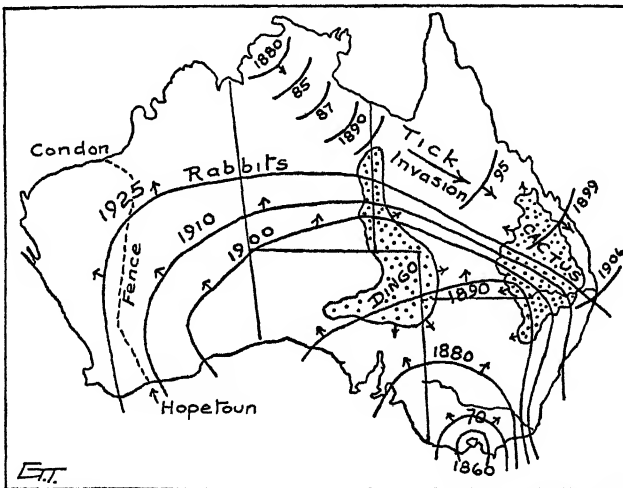 1880
85
87
1890
Tick
Invasion
95
Condon
Rabbits
1925
1910
1900
Fence
DINGO
1890
CACTUS
1899
1906
1880
70
1860
Hopetoun
G.T.